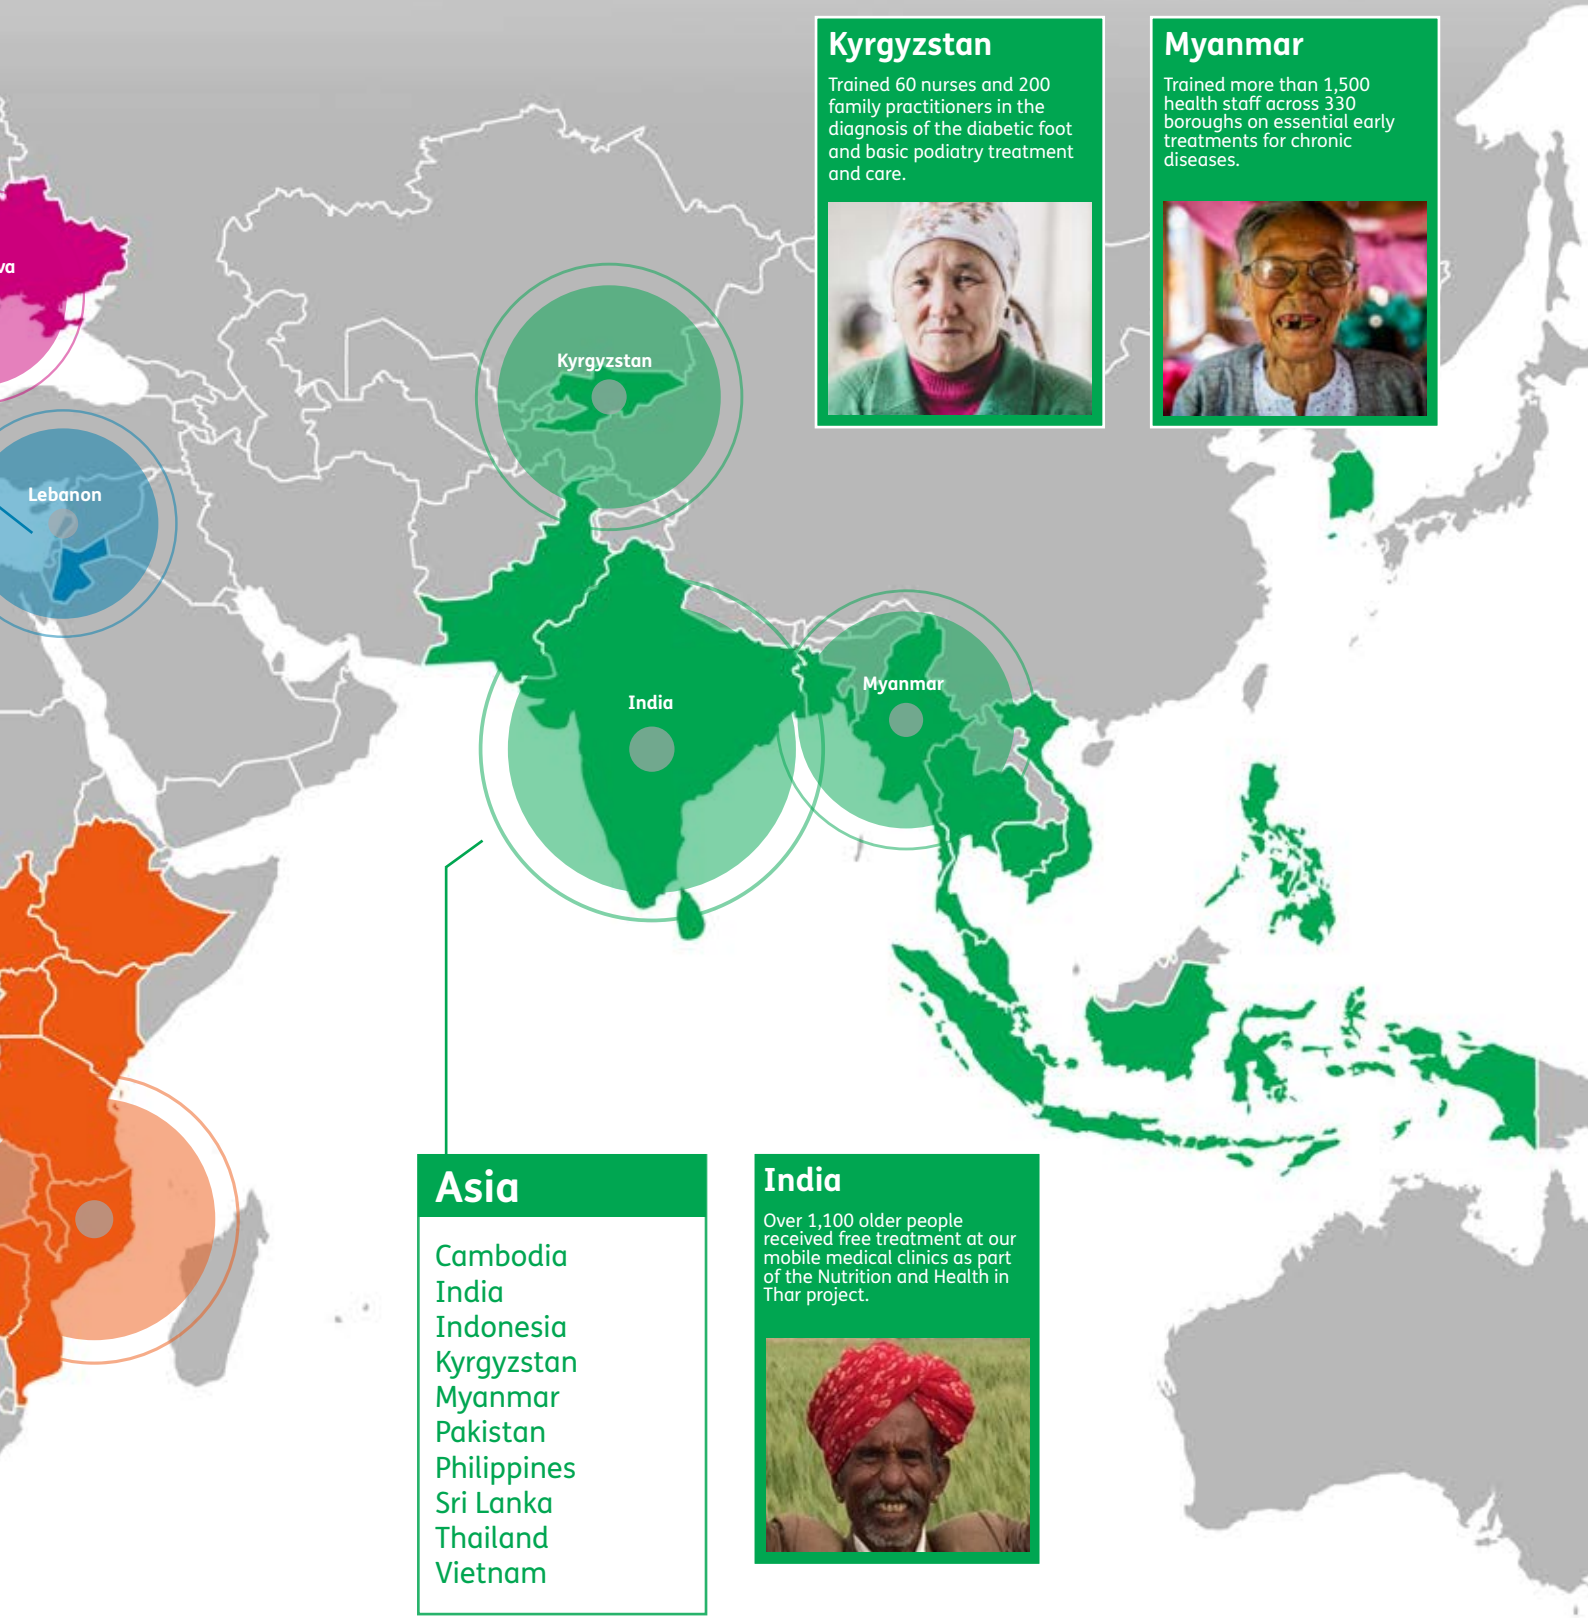 Kyrgyzstan
Trained 60 nurses and 200
family practitioners in the
diagnosis of the diabetic foot
and basic podiatry treatment
and care.
Myanmar
Trained more than 1,500
health staff across 330
boroughs on essential early
treatments for chronic
diseases.
va
Kyrgyzstan
Lebanon
India
Myanmar
Asia
Cambodia
India
Indonesia
Kyrgyzstan
Myanmar
Pakistan
Philippines
Sri Lanka
Thailand
Vietnam
India
Over 1,100 older people
received free treatment at our
mobile medical clinics as part
of the Nutrition and Health in
Thar project.